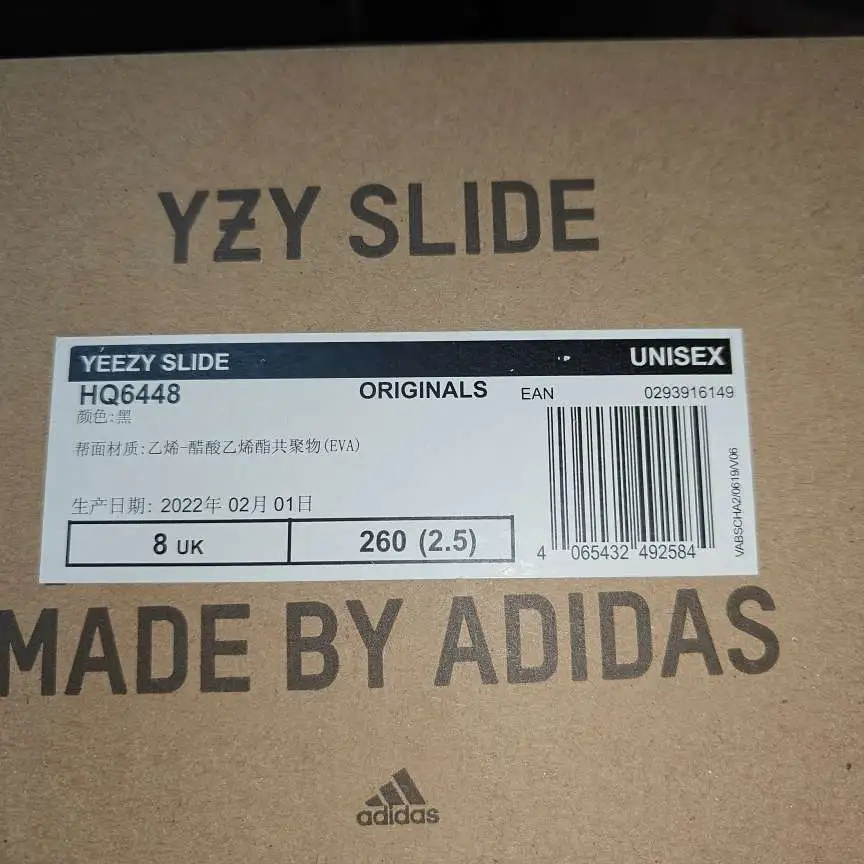 YZY SLIDE
YEEZY SLIDE UNISEX
HQ6448 ORIGINALS EAN 0293916149
颜色:黑
帮面材质:乙烯-醋酸乙烯酯共聚物(EVA)
生产日期: 2022年 02月 01日
8 UK 260 (2.5)
4 065432 492584
VABSCHA2/0619/V06
MADE BY ADIDAS
adidas